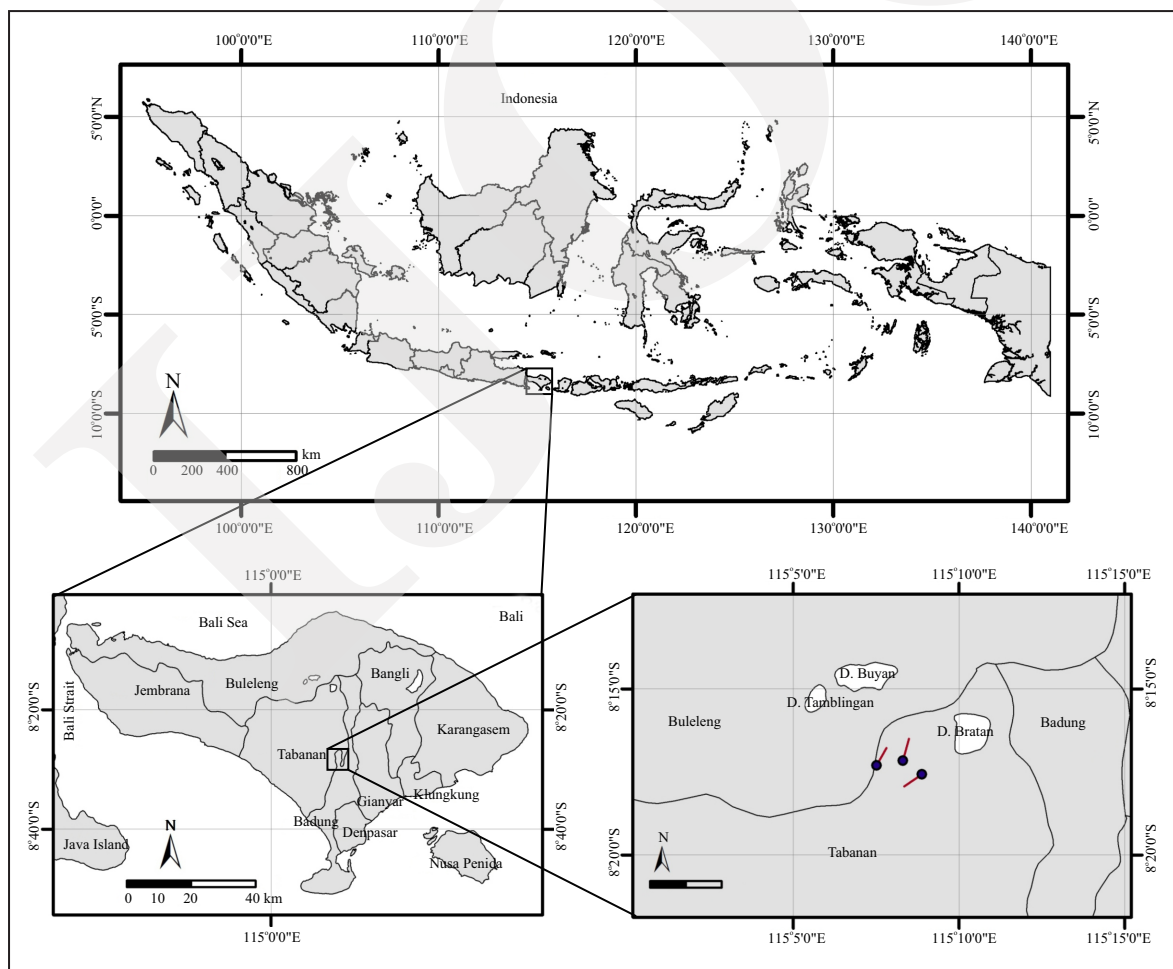 100°0'0"E
110°0'0"E
120°0'0"E
130°0'0"E
140°0'0"E
Indonesia
5°0'0"N
0°0'0"
5°0'0"S
10°0'0"S
5°0'0"N
0°0'0"
5°0'0"S
10°0'0"S
N
km
0 200 400 800
100°0'0"E
110°0'0"E
120°0'0"E
130°0'0"E
140°0'0"E
115°0'0"E
Bali Sea
Bali
Bali Strait
Jembrana
Buleleng
Bangli
Karangasem
Tabanan
Gianyar
Klungkung
Badung
Denpasar
Nusa Penida
Java Island
8°20'0"S
8°40'0"S
8°20'0"S
8°40'0"S
N
0 10 20 40 km
115°0'0"E
115°5'0"E
115°10'0"E
115°15'0"E
D. Buyan
D. Tamblingan
Buleleng
D. Bratan
Badung
Tabanan
8°15'0"S
8°20'0"S
8°15'0"S
8°20'0"S
N
115°5'0"E
115°10'0"E
115°15'0"E